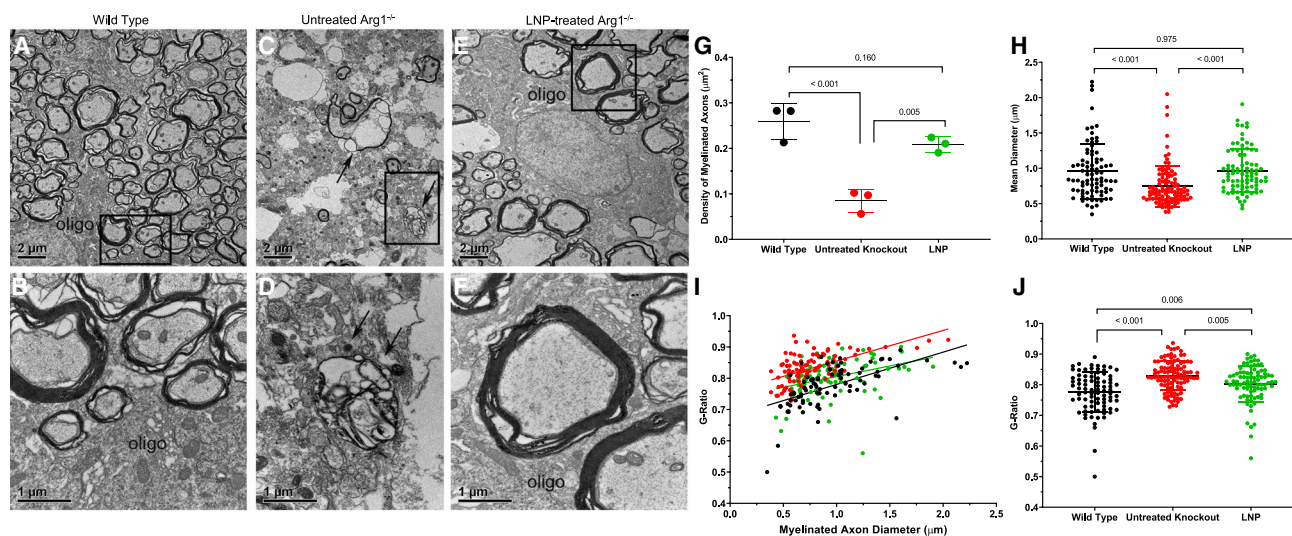 Wild Type
Untreated Arg1-/-
LNP-treated Arg1-/-
A
oligo
2 µm
C
2 µm
E
oligo
2 µm
B
oligo
1 µm
D
1 µm
F
oligo
1 µm
G
0.160
< 0.001
0.005
Density of Myelinated Axons (µm²)
0.4
0.3
0.2
0.1
0.0
Wild Type
Untreated Knockout
LNP
H
0.975
< 0.001
< 0.001
Mean Diameter (µm)
2.5
2.0
1.5
1.0
0.5
0.0
Wild Type
Untreated Knockout
LNP
I
G-Ratio
1.0
0.9
0.8
0.7
0.6
0.5
0.4
0.0
0.5
1.0
1.5
2.0
2.5
Myelinated Axon Diameter (µm)
J
0.006
< 0.001
0.005
G-Ratio
1.0
0.9
0.8
0.7
0.6
0.5
0.4
Wild Type
Untreated Knockout
LNP